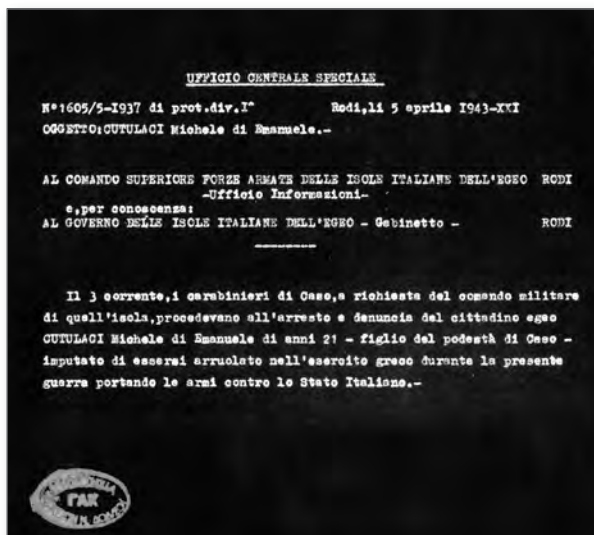 UFFICIO CENTRALE SPECIALE
N°1605/5-1937 di prot.div.I^ Rodi,li 5 aprile 1943-XXI
OGGETTO:CUTULACI Michele di Emanuele.-
AL COMANDO SUPERIORE FORZE ARMATE DELLE ISOLE ITALIANE DELL'EGEO RODI
-Ufficio Informazioni-
e,per conoscenza:
AL GOVERNO DELLE ISOLE ITALIANE DELL'EGEO - Gabinetto - RODI
Il 3 corrente,i carabinieri di Caso,a richiesta del comando militare
di quell'isola,procedevano all'arresto e denuncia del cittadino egeo
CUTULACI Michele di Emanuele di anni 21 - figlio del podestà di Caso -
imputato di essersi arruolato nell'esercito greco durante la presente
guerra portando le armi contro lo Stato Italiano.-
ΓΑΚ